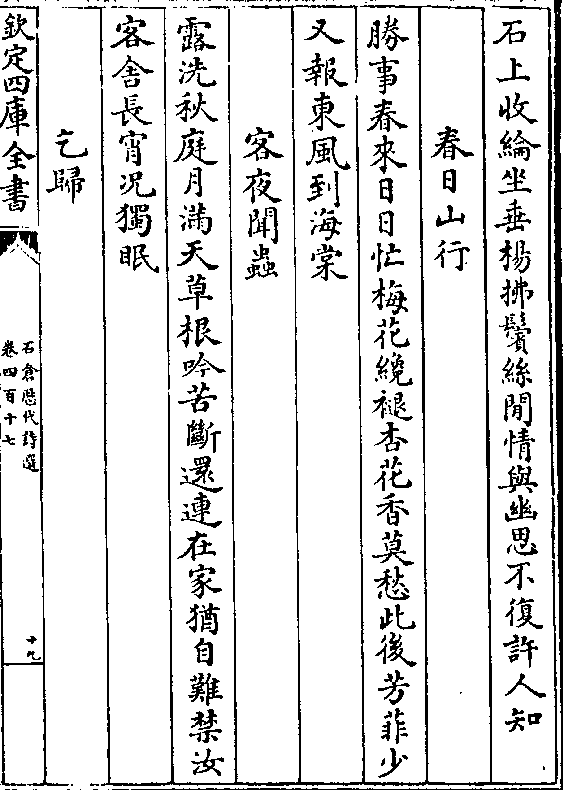 石上收綸坐垂楊拂鬢絲閒情與幽思不復許人知
春日山行
勝事春來日日忙梅花纔褪杏花香莫愁此後芳菲少
又報東風到海棠
客夜聞蟲
露洗秋庭月滿天草根吟苦斷還連在家猶自難禁汝
客舍長宵况獨眠
乞歸
欽定四庫全書
石倉歴代詩選
卷四百十七
十九